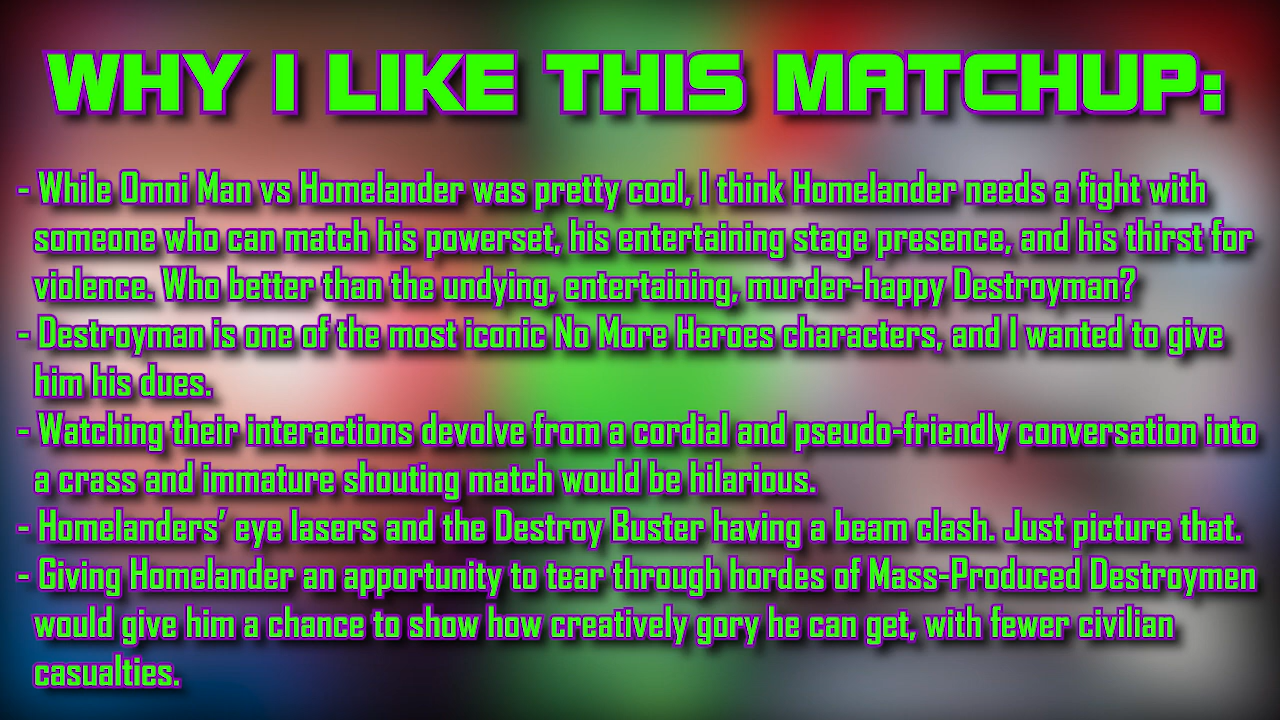 WHY I LIKE THIS MATCHUP:
- While Omni Man vs Homelander was pretty cool, I think Homelander needs a fight with
someone who can match his powerset, his entertaining stage presence, and his thirst for
violence. Who better than the undying, entertaining, murder-happy Destroyman?
- Destroyman is one of the most iconic No More Heroes characters, and I wanted to give
him his dues.
- Watching their interactions devolve from a cordial and pseudo-friendly conversation into
a crass and immature shouting match would be hilarious.
- Homelanders' eye lasers and the Destroy Buster having a beam clash. Just picture that.
- Giving Homelander an apportunity to tear through hordes of Mass-Produced Destroymen
would give him a chance to show how creatively gory he can get, with fewer civilian
casualties.